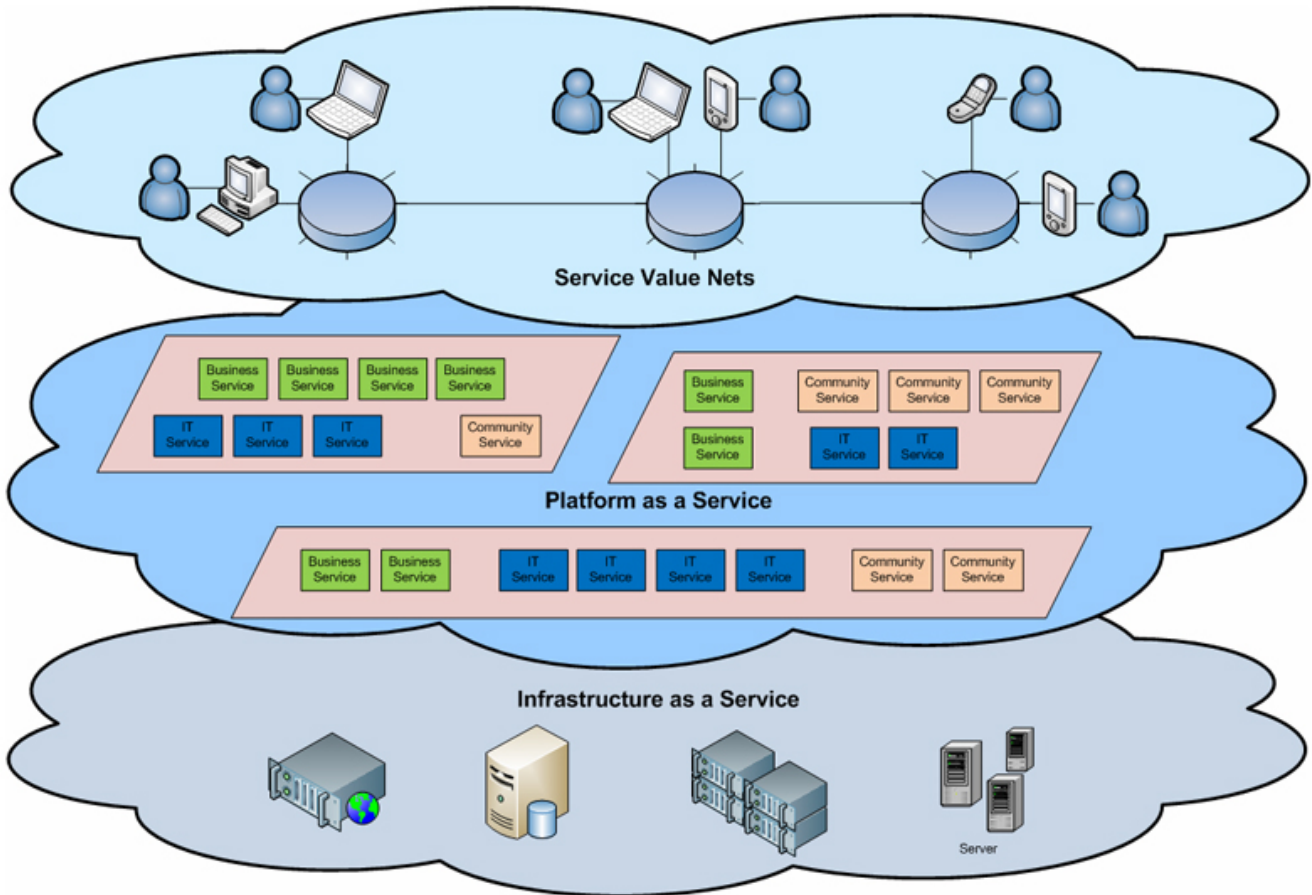 Service Value Nets
Business
Service
Business
Service
Business
Service
Business
Service
IT
Service
IT
Service
IT
Service
Community
Service
Business
Service
Community
Service
Community
Service
Community
Service
Business
Service
IT
Service
IT
Service
Platform as a Service
Business
Service
Business
Service
IT
Service
IT
Service
IT
Service
IT
Service
Community
Service
Community
Service
Infrastructure as a Service
Server